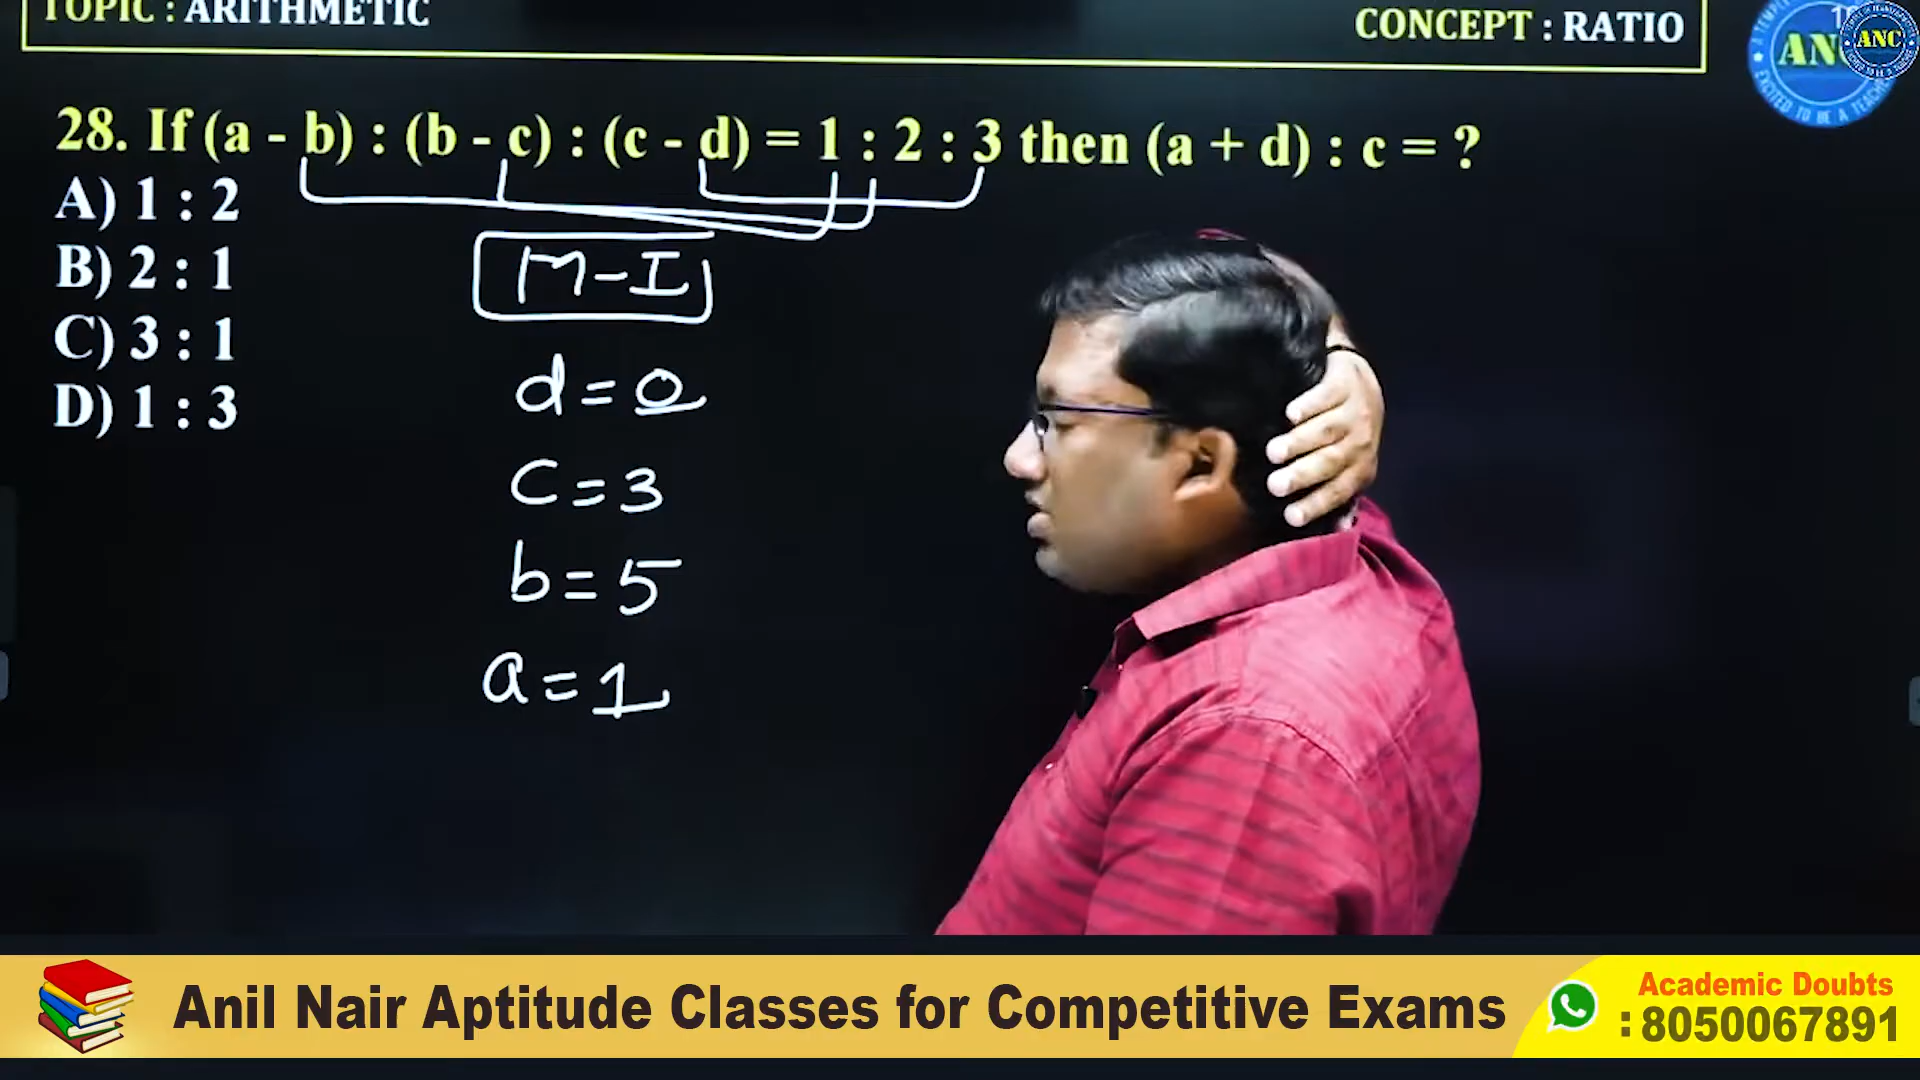 TOPIC : ARITHMETIC
CONCEPT : RATIO
ANC
28. If (a - b) : (b - c) : (c - d) = 1 : 2 : 3 then (a + d) : c = ?
A) 1 : 2
B) 2 : 1
C) 3 : 1
D) 1 : 3
M-I
d=0
c=3
b=5
a=1
Anil Nair Aptitude Classes for Competitive Exams
Academic Doubts
: 8050067891